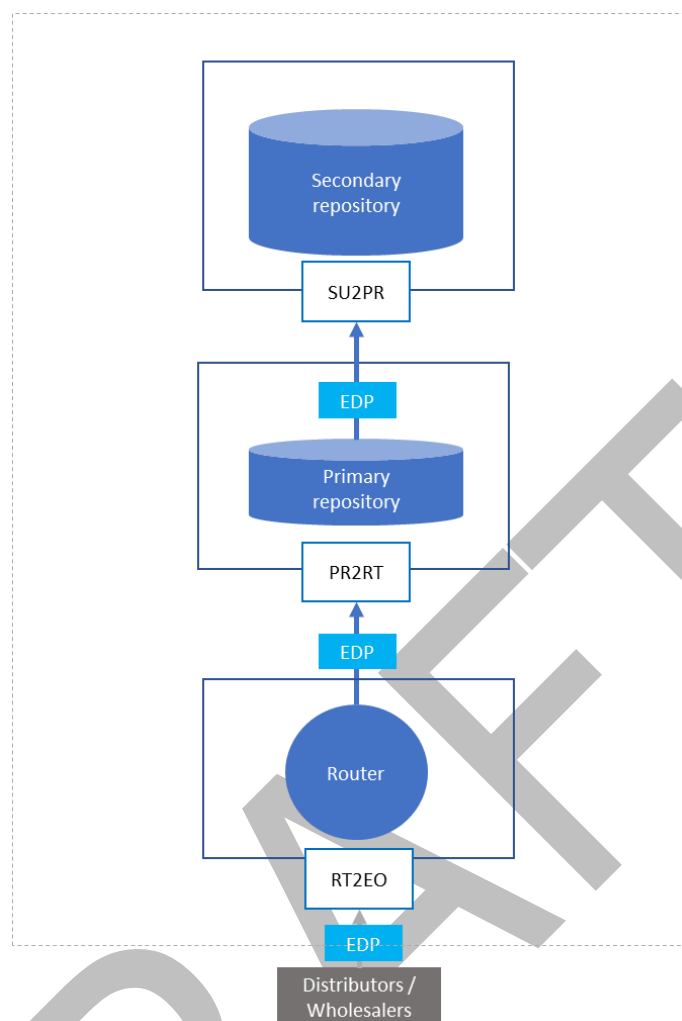 Secondary
repository
SU2PR
EDP
Primary
repository
PR2RT
EDP
Router
RT2EO
EDP
Distributors /
Wholesalers